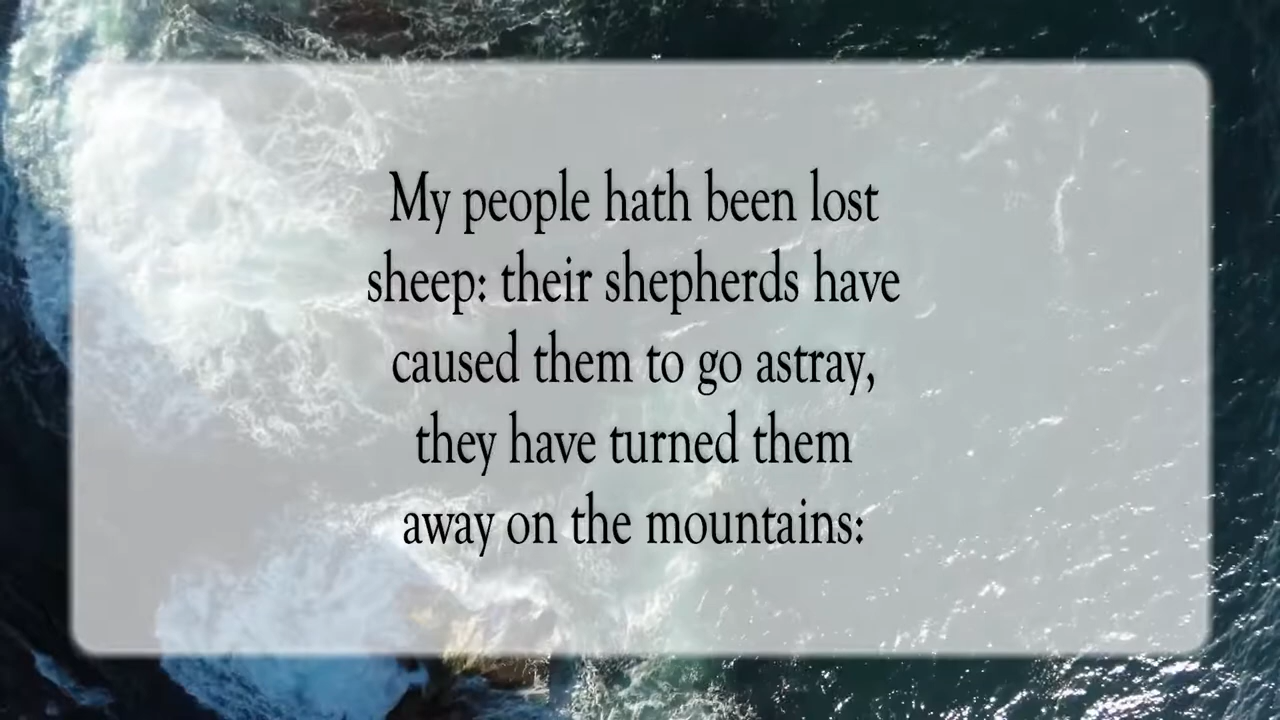 My people hath been lost
sheep: their shepherds have
caused them to go astray,
they have turned them
away on the mountains: